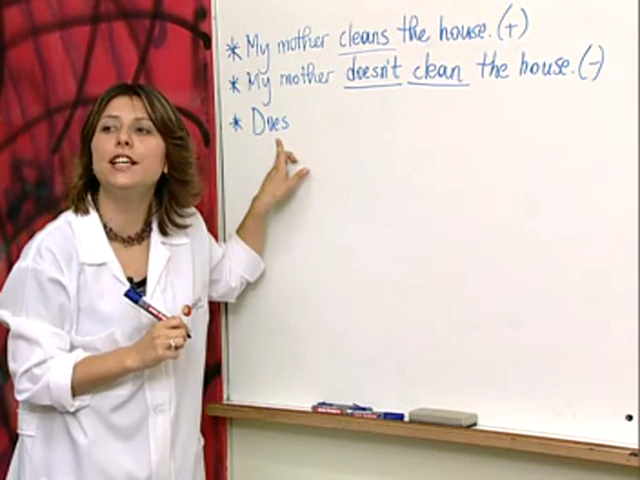 * My mother cleans the house. (+)
* My mother doesn't clean the house. (-)
* Does